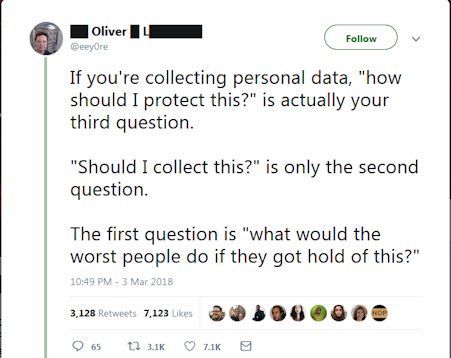 Oliver L
@eey0re
Follow
If you're collecting personal data, "how
should I protect this?" is actually your
third question.
"Should I collect this?" is only the second
question.
The first question is "what would the
worst people do if they got hold of this?"
10:49 PM - 3 Mar 2018
3,128 Retweets 7,123 Likes
HOP
65 3.1K 7.1K